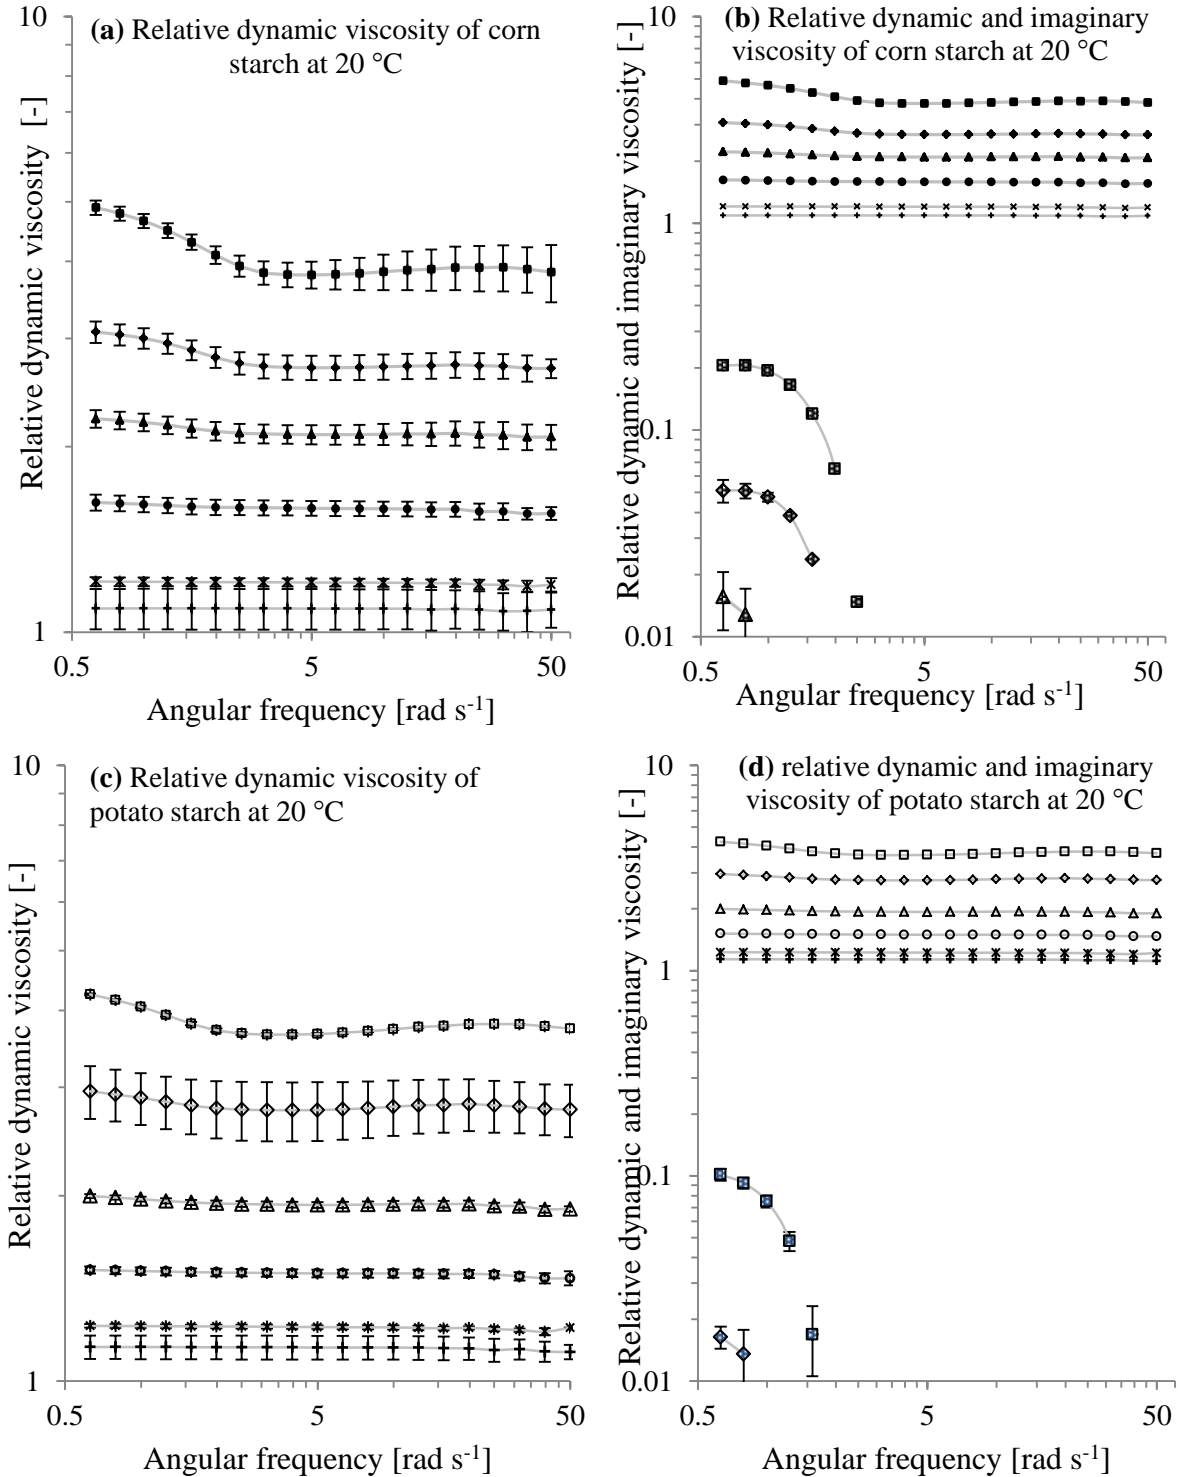 (a) Relative dynamic viscosity of corn
starch at 20 °C
Relative dynamic viscosity [-]
10
1
0.5 5 50
Angular frequency [rad s-1]
(b) Relative dynamic and imaginary
viscosity of corn starch at 20 °C
Relative dynamic and imaginary viscosity [-]
10
1
0.1
0.01
0.5 5 50
Angular frequency [rad s-1]
(c) Relative dynamic viscosity of
potato starch at 20 °C
Relative dynamic viscosity [-]
10
1
0.5 5 50
Angular frequency [rad s-1]
(d) relative dynamic and imaginary
viscosity of potato starch at 20 °C
Relative dynamic and imaginary viscosity [-]
10
1
0.1
0.01
0.5 5 50
Angular frequency [rad s-1]